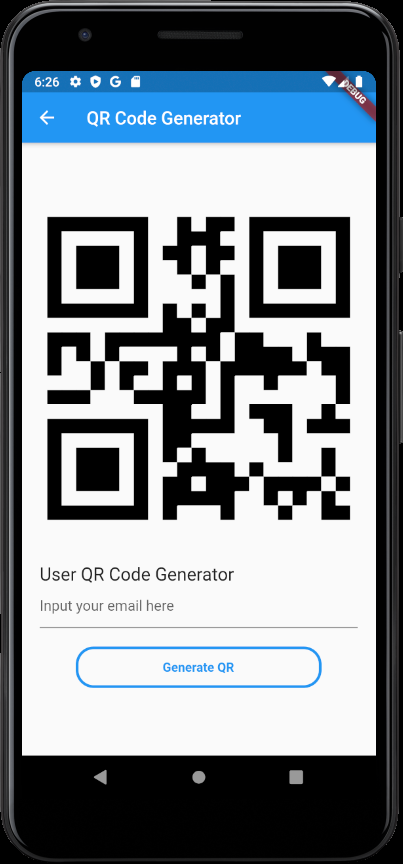 6:26 G
DEBUG
QR Code Generator
User QR Code Generator
Input your email here
Generate QR